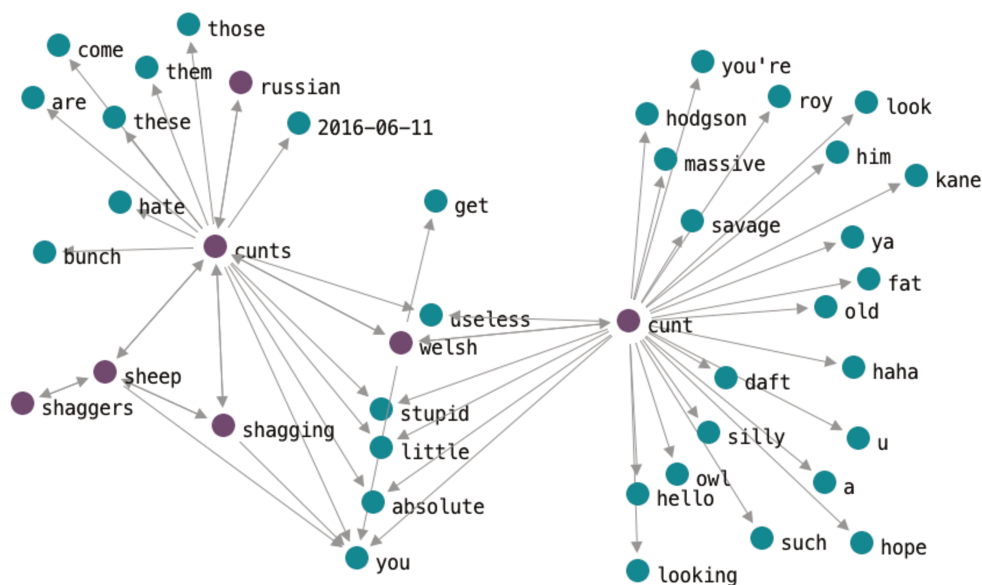 those
come
you're
them
russian
are
roy
look
these
hodgson
2016-06-11
massive
him
kane
hate
get
savage
ya
bunch
cunts
fat
useless
old
cunt
welsh
sheep
haha
daft
shaggers
stupid
shagging
silly
u
little
owl
a
hello
absolute
such
hope
you
looking